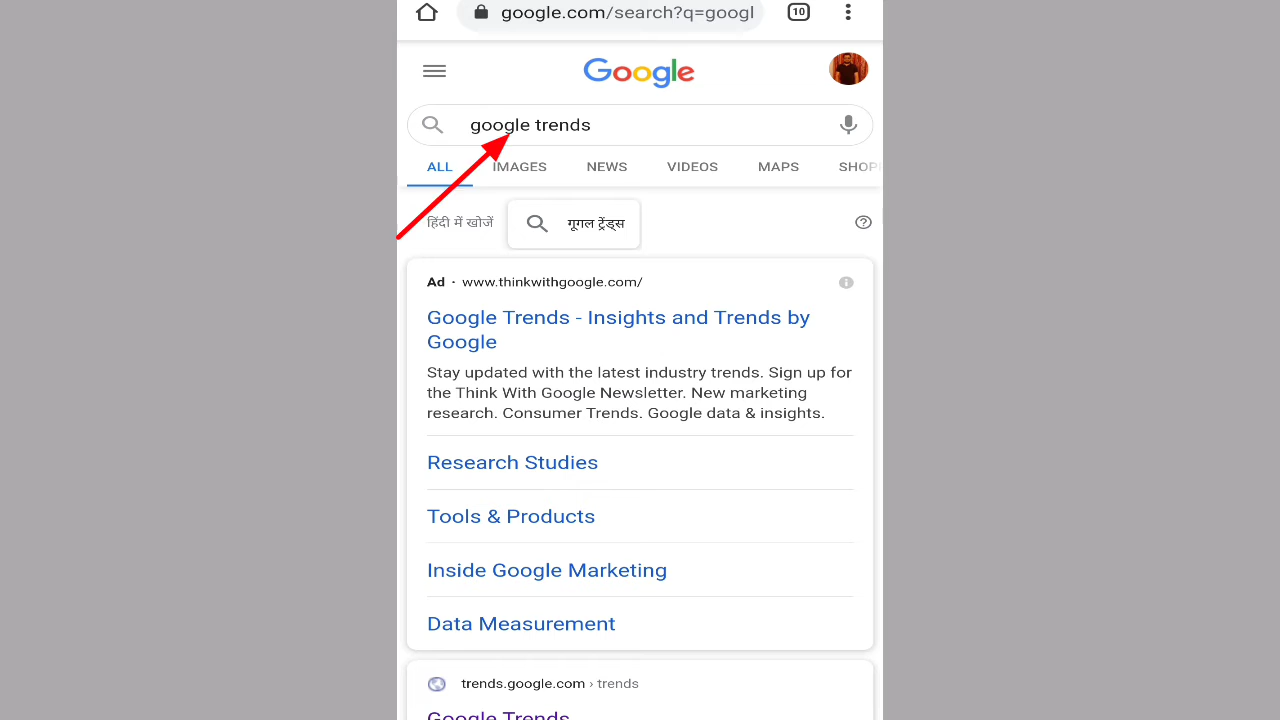 google.com/search?q=googl
10
Google
google trends
ALL IMAGES NEWS VIDEOS MAPS SHOP
हिंदी में खोजें गूगल ट्रेंड्स
Ad · www.thinkwithgoogle.com/
Google Trends - Insights and Trends by
Google
Stay updated with the latest industry trends. Sign up for
the Think With Google Newsletter. New marketing
research. Consumer Trends. Google data & insights.
Research Studies
Tools & Products
Inside Google Marketing
Data Measurement
trends.google.com › trends
Google Trends